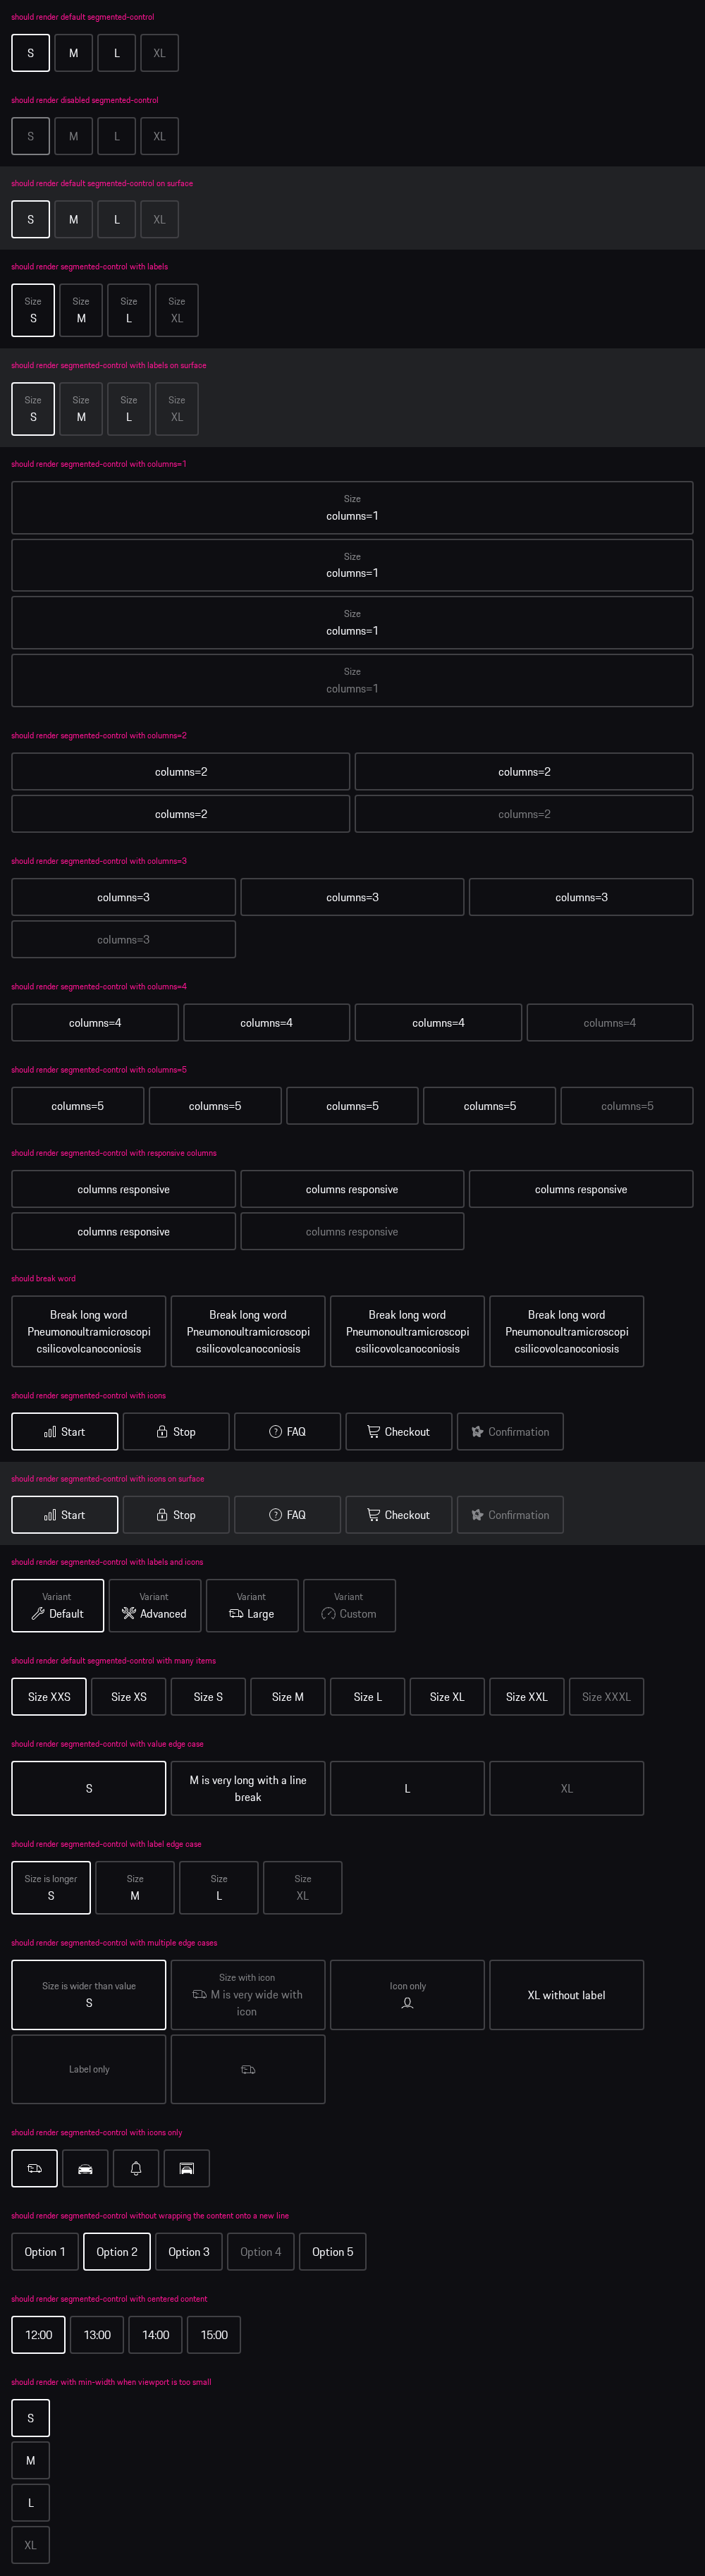 should render default segmented-control
S M L XL
should render disabled segmented-control
S M L XL
should render default segmented-control on surface
S M L XL
should render segmented-control with labels
Size Size Size Size
S M L XL
should render segmented-control with labels on surface
Size Size Size Size
S M L XL
should render segmented-control with columns=1
Size
columns=1
Size
columns=1
Size
columns=1
Size
columns=1
should render segmented-control with columns=2
columns=2 columns=2
columns=2 columns=2
should render segmented-control with columns=3
columns=3 columns=3 columns=3
columns=3
should render segmented-control with columns=4
columns=4 columns=4 columns=4 columns=4
should render segmented-control with columns=5
columns=5 columns=5 columns=5 columns=5 columns=5
should render segmented-control with responsive columns
columns responsive columns responsive columns responsive
columns responsive columns responsive
should break word
Break long word Break long word Break long word Break long word
Pneumonoultramicroscopi Pneumonoultramicroscopi Pneumonoultramicroscopi Pneumonoultramicroscopi
csilicovolcanoconiosis csilicovolcanoconiosis csilicovolcanoconiosis csilicovolcanoconiosis
should render segmented-control with icons
Start Stop FAQ Checkout Confirmation
should render segmented-control with icons on surface
Start Stop FAQ Checkout Confirmation
should render segmented-control with labels and icons
Variant Variant Variant Variant
Default Advanced Large Custom
should render default segmented-control with many items
Size XXS Size XS Size S Size M Size L Size XL Size XXL Size XXXL
should render segmented-control with value edge case
S M is very long with a line L XL
break
should render segmented-control with label edge case
Size is longer Size Size Size
S M L XL
should render segmented-control with multiple edge cases
Size is wider than value Size with icon Icon only
S M is very wide with XL without label
icon
Label only
should render segmented-control with icons only
should render segmented-control without wrapping the content onto a new line
Option 1 Option 2 Option 3 Option 4 Option 5
should render segmented-control with centered content
12:00 13:00 14:00 15:00
should render with min-width when viewport is too small
S
M
L
XL